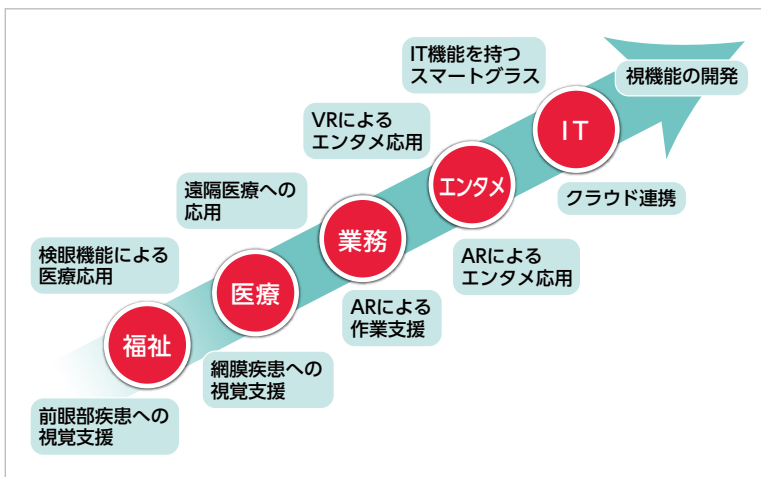 IT機能を持つ
スマートグラス
視機能の開発
VRによる
エンタメ応用
IT
エンタメ
クラウド連携
遠隔医療への
応用
業務
ARによる
エンタメ応用
検眼機能による
医療応用
医療
ARによる
作業支援
福祉
網膜疾患への
視覚支援
前眼部疾患への
視覚支援